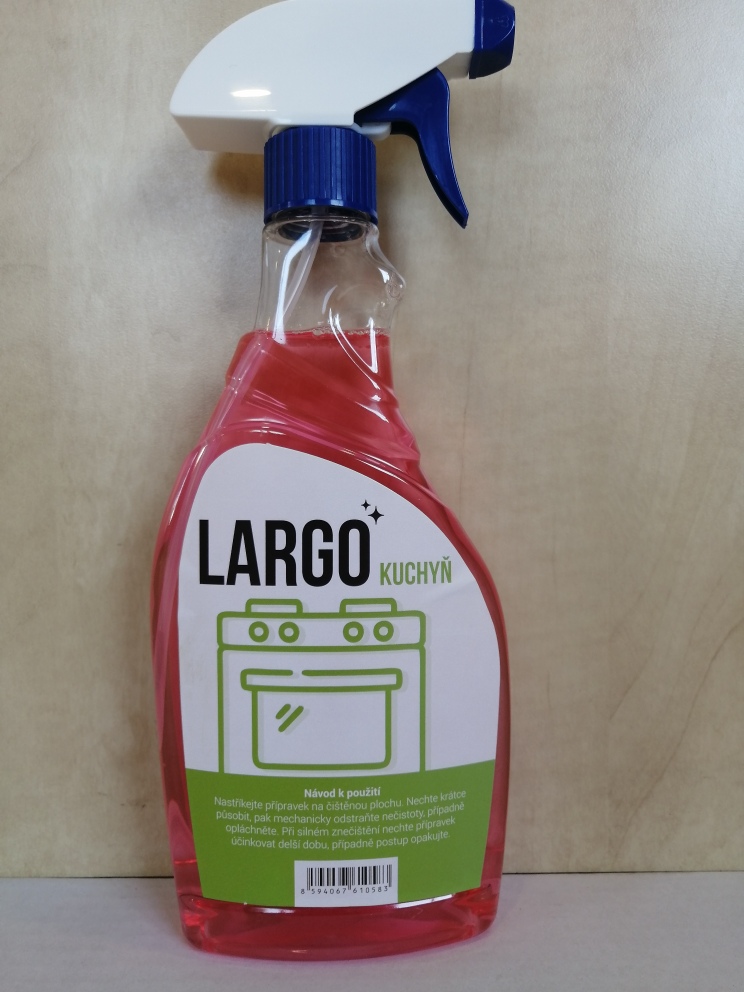 LARGO
KUCHYŇ
Návod k použití
Nastříkejte přípravek na čištěnou plochu. Nechte krátce
působit, pak mechanicky odstraňte nečistoty, případně
opláchněte. Při silném znečištění nechte přípravek
účinkovat delší dobu, případně postup opakujte.
8 594067 610583